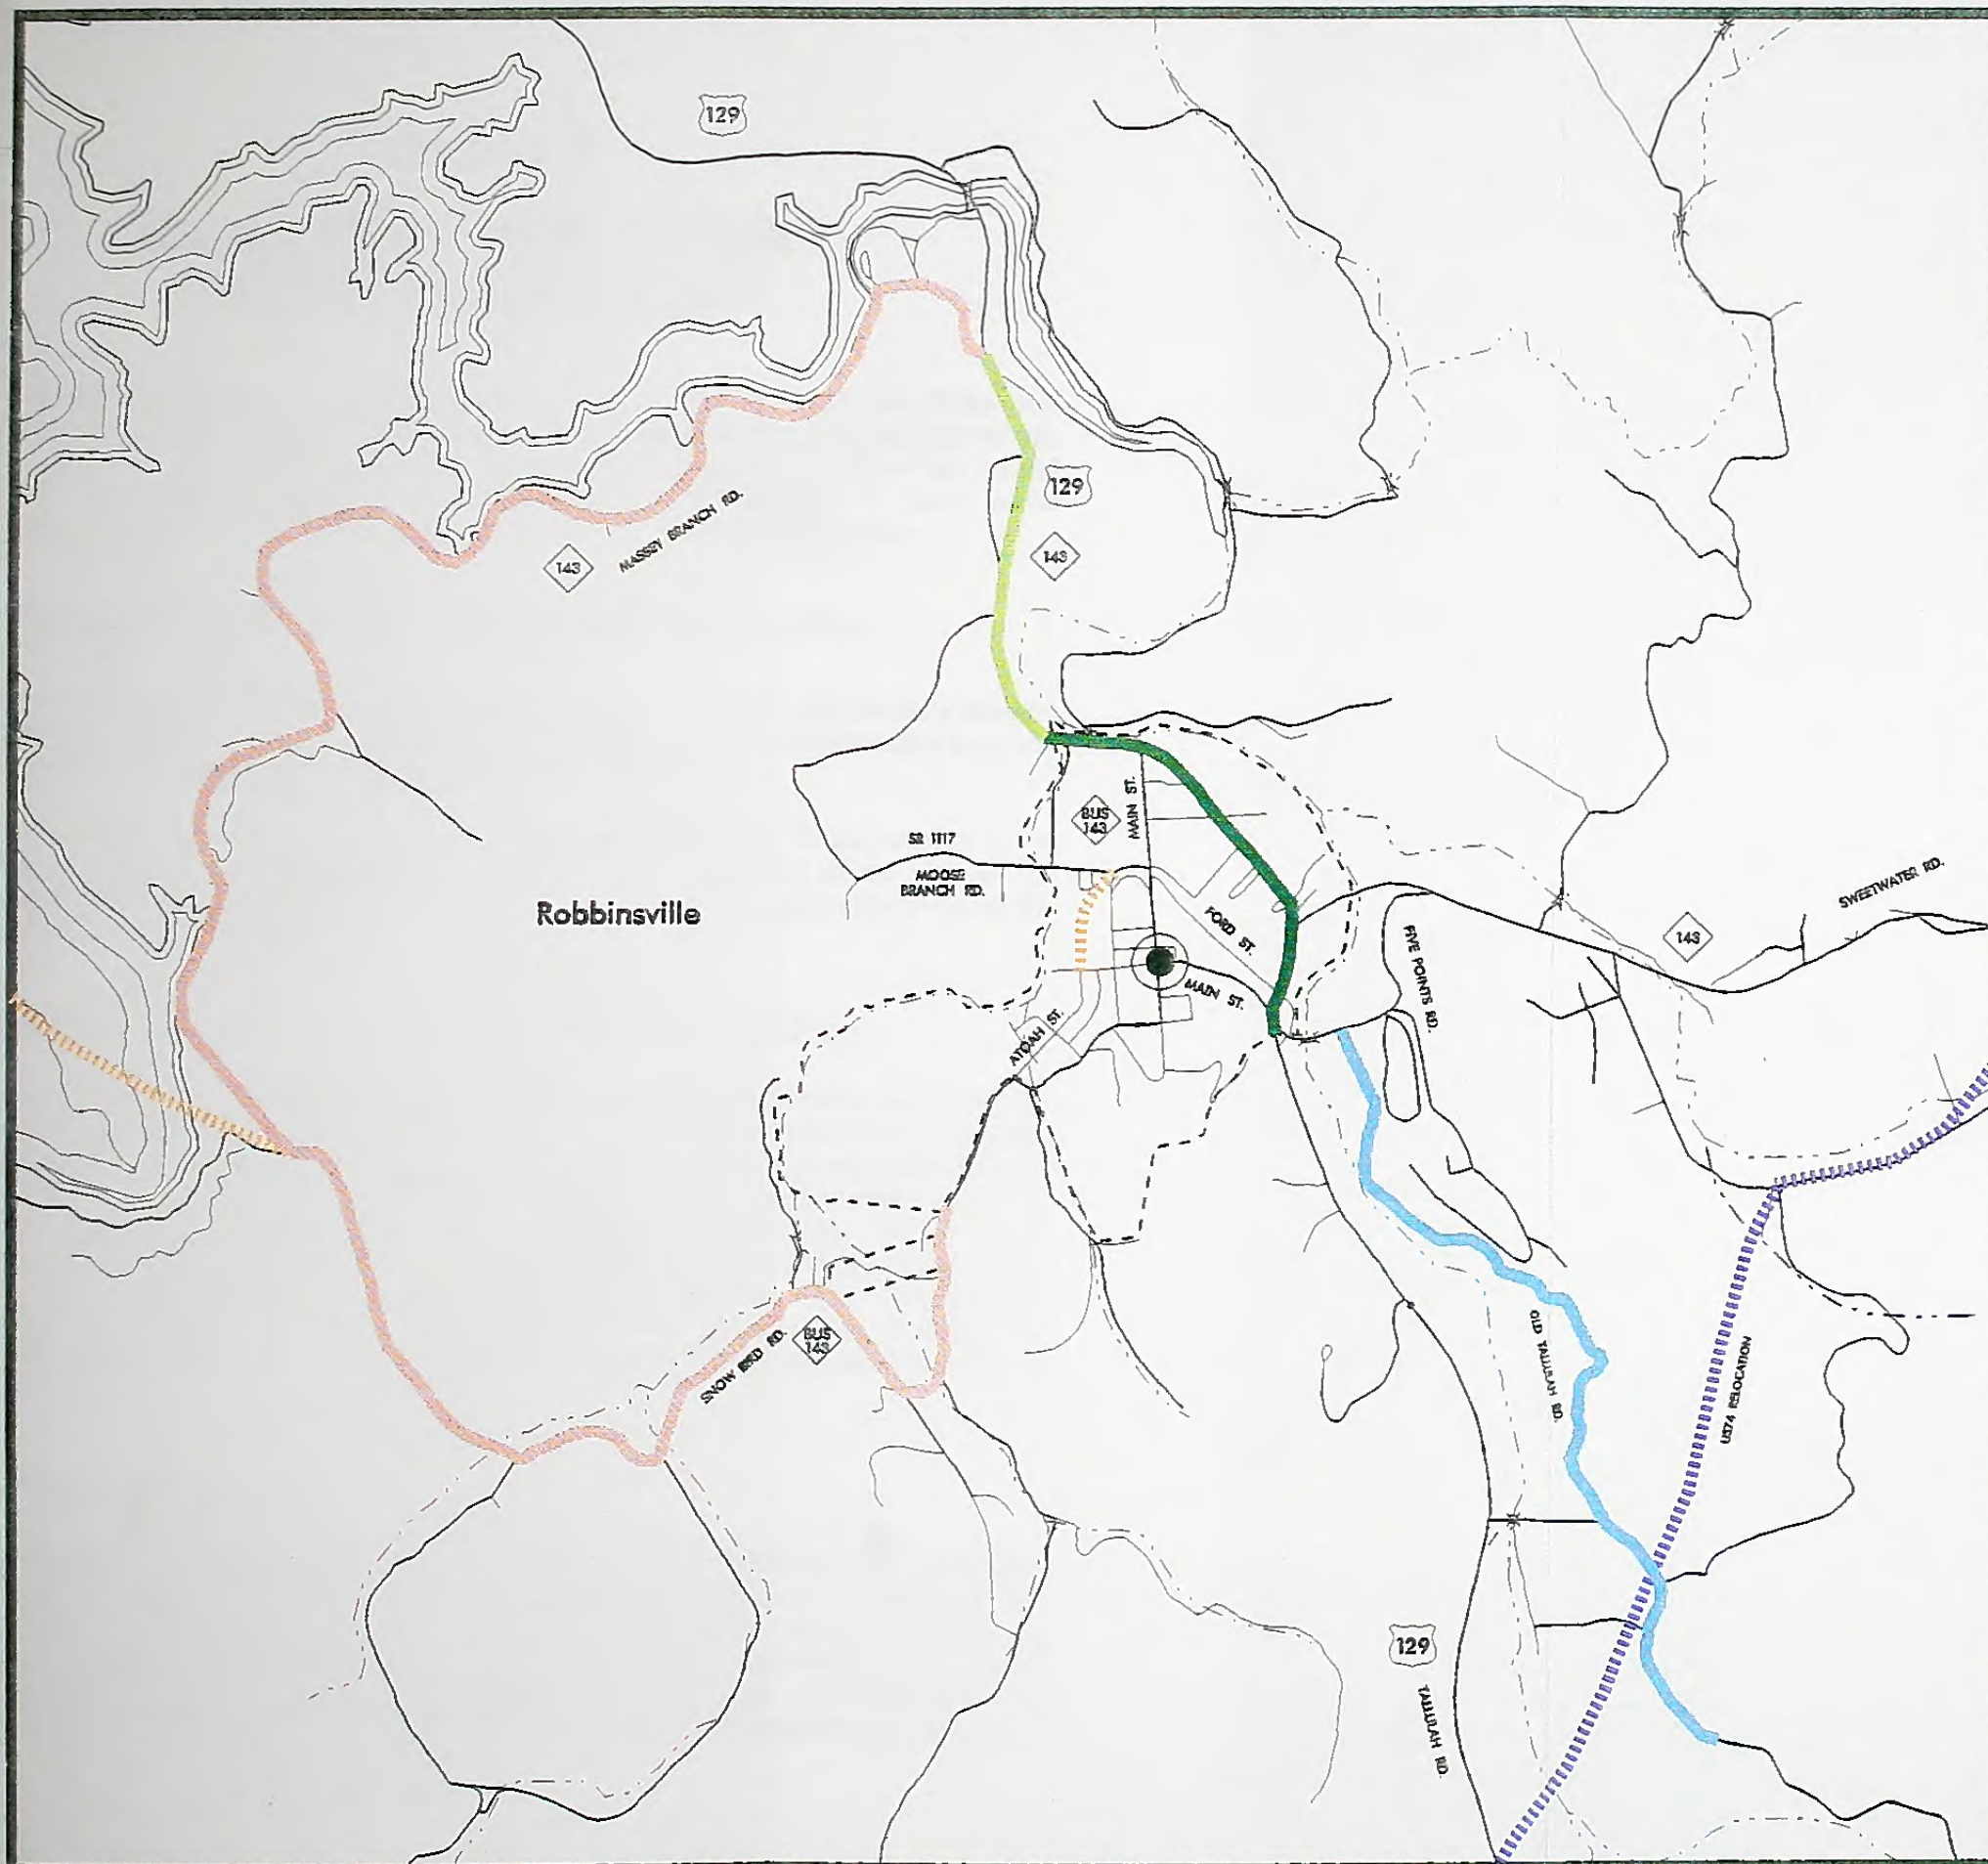 129
129
143
143
MASSEY BRANCH RD.
BUS
143
MAIN ST.
SR 1117
MOOSE
BRANCH RD.
Robbinsville
SWEETWATER RD.
143
FORD ST.
FIVE POINTS RD.
MAIN ST.
ATOAH ST.
SNOW BIRD RD.
BUS
143
OLD TALLULAH RD.
US74 RELOCATION
129
TALLULAH RD.